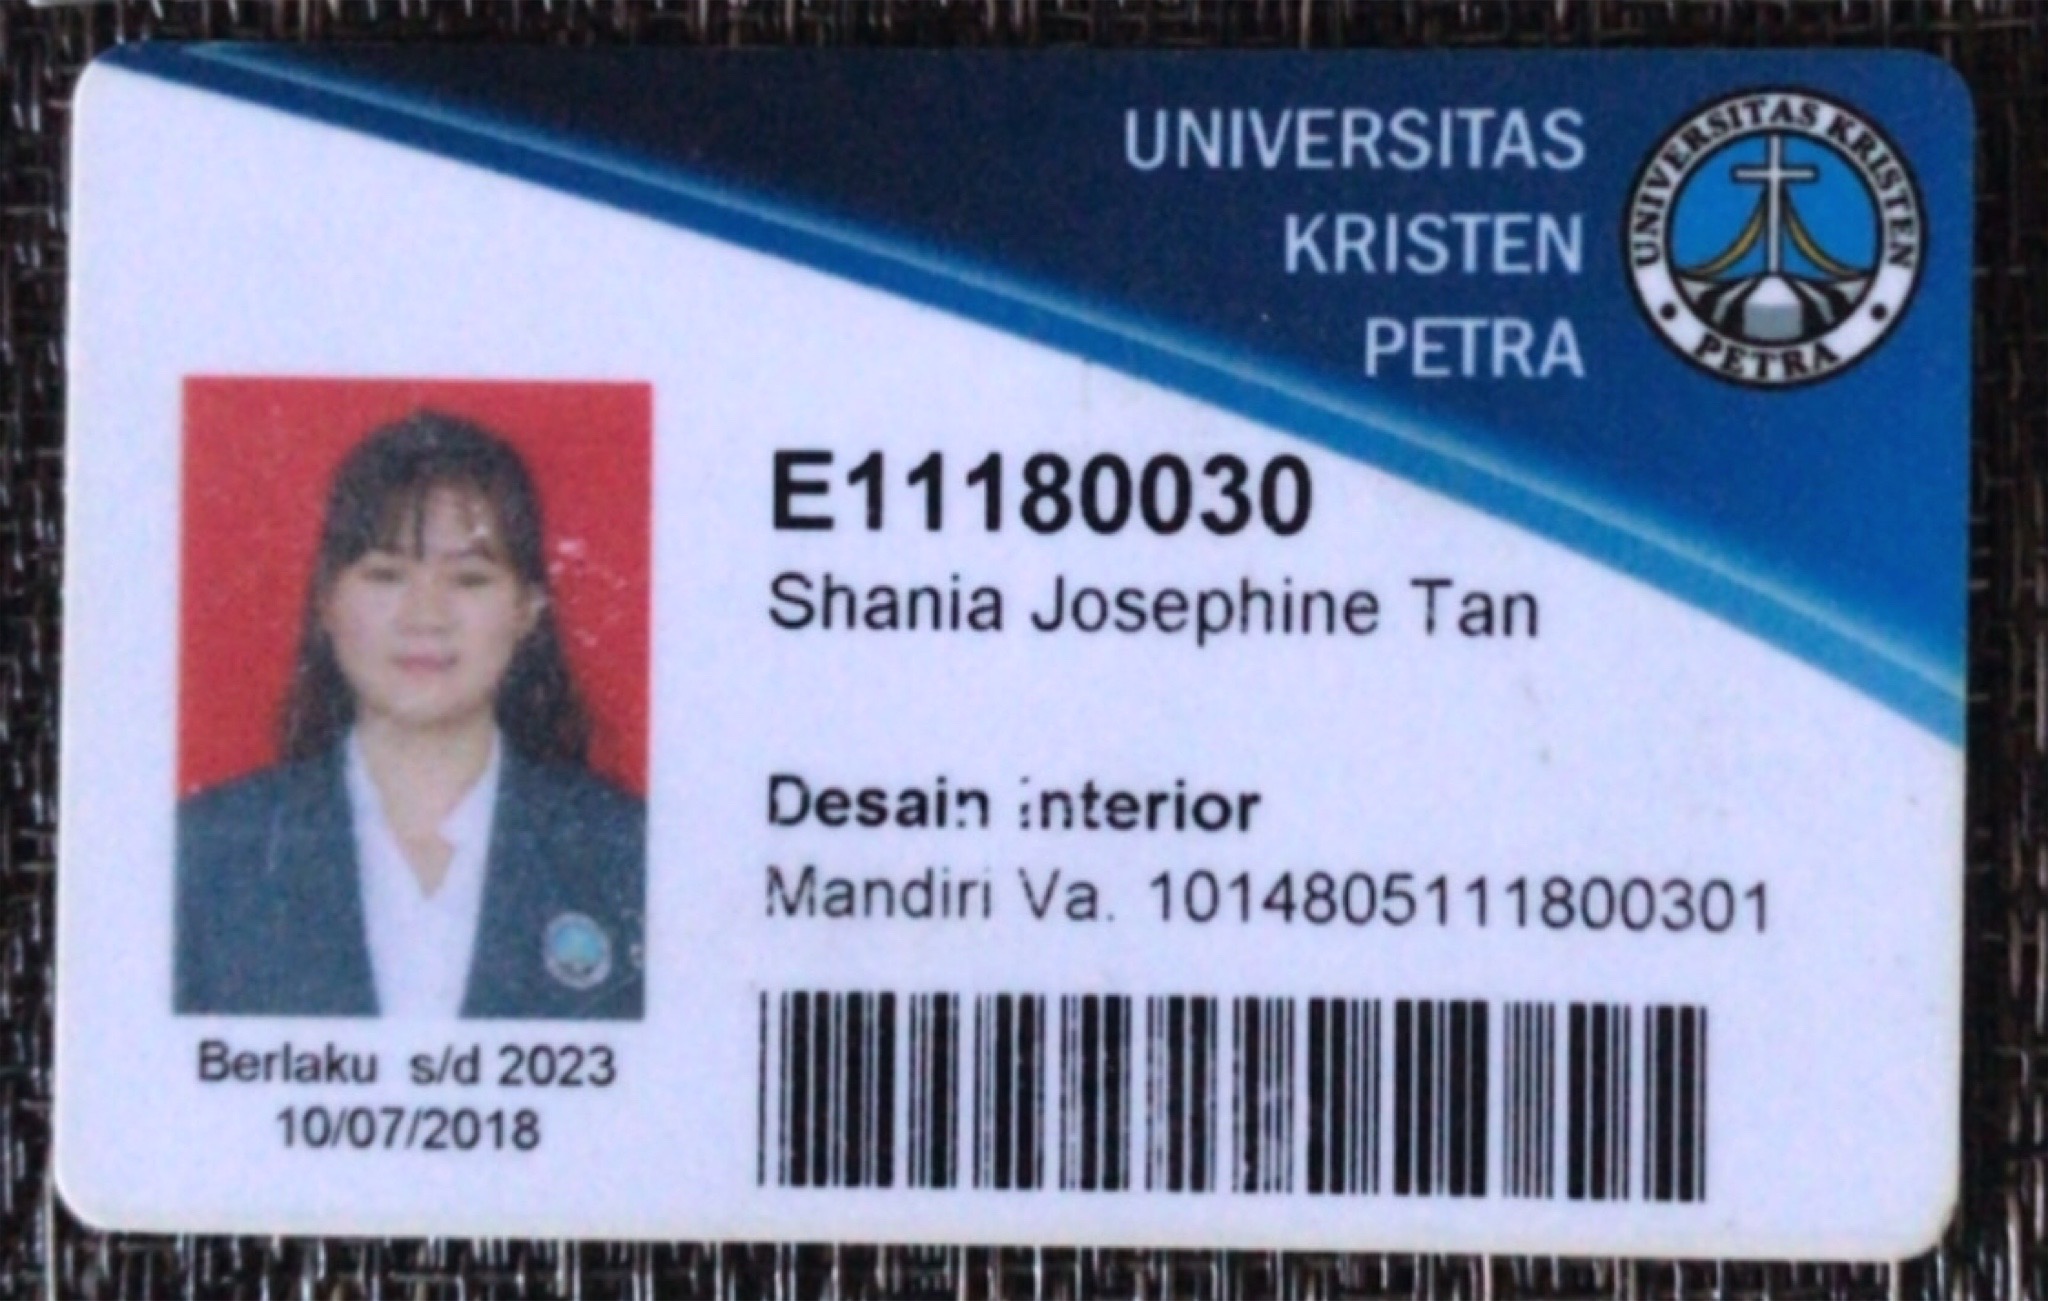 UNIVERSITAS
KRISTEN
PETRA
UNIVERSITAS KRISTEN PETRA
E11180030
Shania Josephine Tan
Desain interior
Mandiri Va. 1014805111800301
Berlaku s/d 2023
10/07/2018